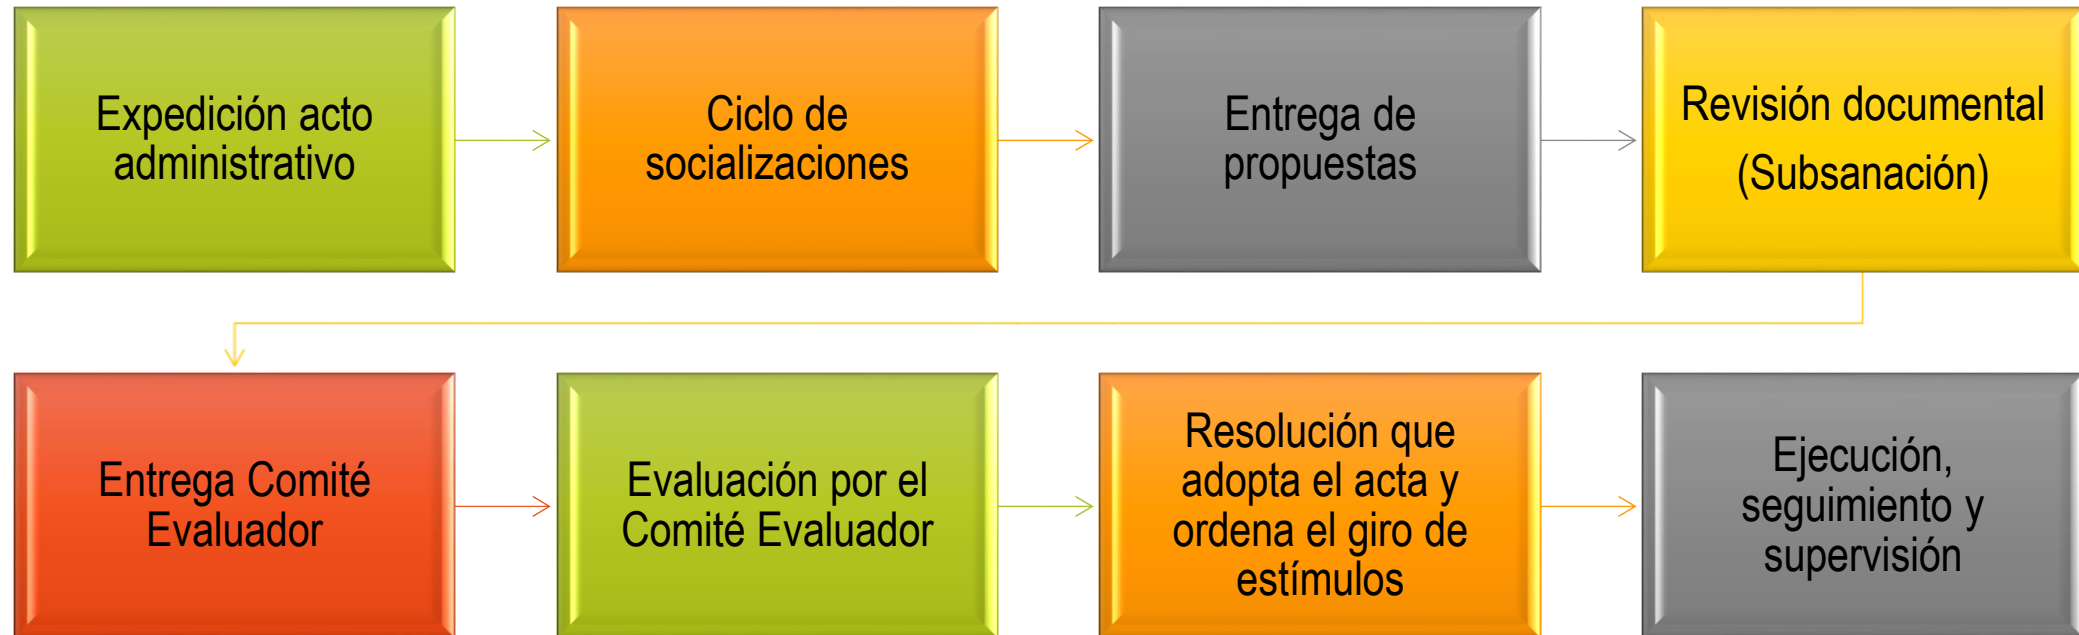 Expedición acto
administrativo
Ciclo de
socializaciones
Entrega de
propuestas
Revisión documental
(Subsanación)
Entrega Comité
Evaluador
Evaluación por el
Comité Evaluador
Resolución que
adopta el acta y
ordena el giro de
estímulos
Ejecución,
seguimiento y
supervisión